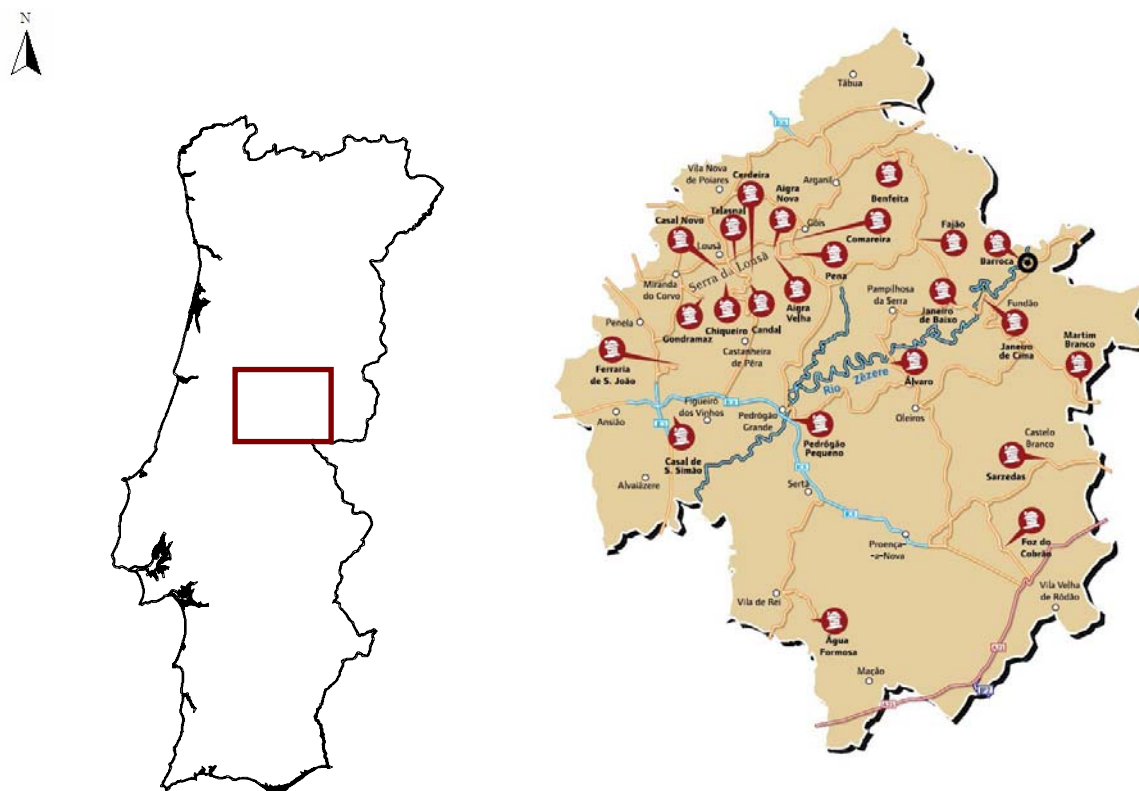 N
Tábua
IC 6
Vila Nova
de Poiares
Cerdeira
Arganil
Aigra
Nova
Benfeita
Casal Novo
Talasnal
Góis
Comareira
Fajão
Barroca
Lousã
Serra da Lousã
Pena
Miranda
do Corvo
Pampilhosa
da Serra
Janeiro
de Baixo
Fundão
Aigra
Velha
Penela
Gondramaz
Chiqueiro
Candal
Castanheira
de Pêra
Janeiro
de Cima
Martim
Branco
Ferraria
de S. João
Rio Zêzere
Álvaro
Ansião
Figueiró
dos Vinhos
Pedrógão
Grande
Oleiros
Casal de
S. Simão
Pedrógão
Pequeno
Castelo
Branco
Sarzedas
Alvaiázere
Sertã
Proença
-a-Nova
Foz do
Cobrão
Vila de Rei
Vila Velha
de Ródão
Água
Formosa
Mação